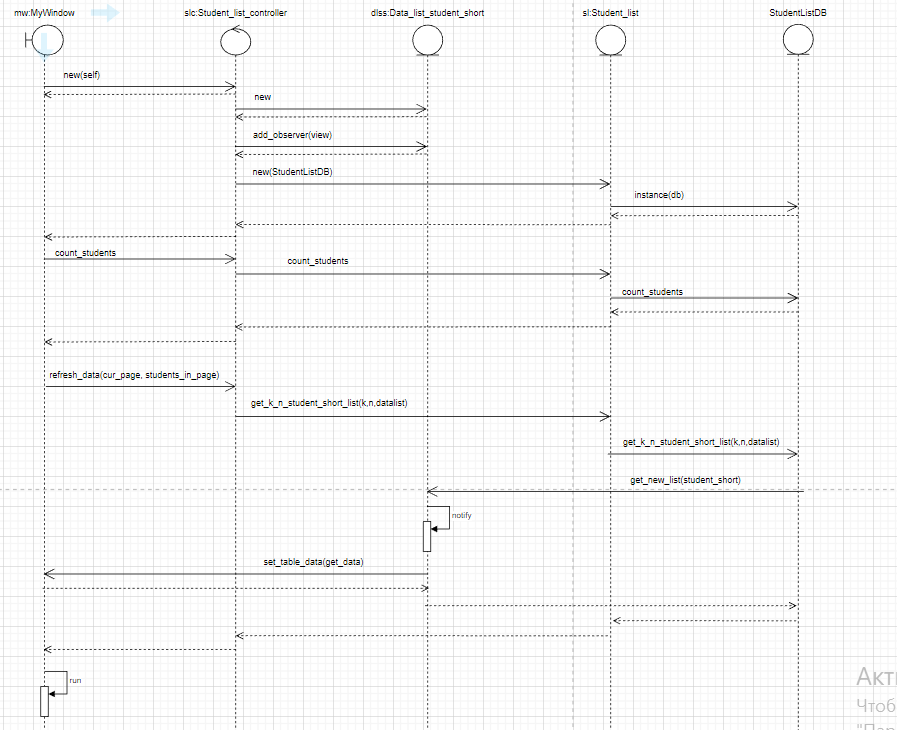 mw:MyWindow
slc:Student_list_controller
dlss:Data_list_student_short
sl:Student_list
StudentListDB
new(self)
new
add_observer(view)
new(StudentListDB)
instance(db)
count_students
count_students
count_students
refresh_data(cur_page, students_in_page)
get_k_n_student_short_list(k,n,datalist)
get_k_n_student_short_list(k,n,datalist)
get_new_list(student_short)
notify
set_table_data(get_data)
run
Акти
Чтоб
"Пар